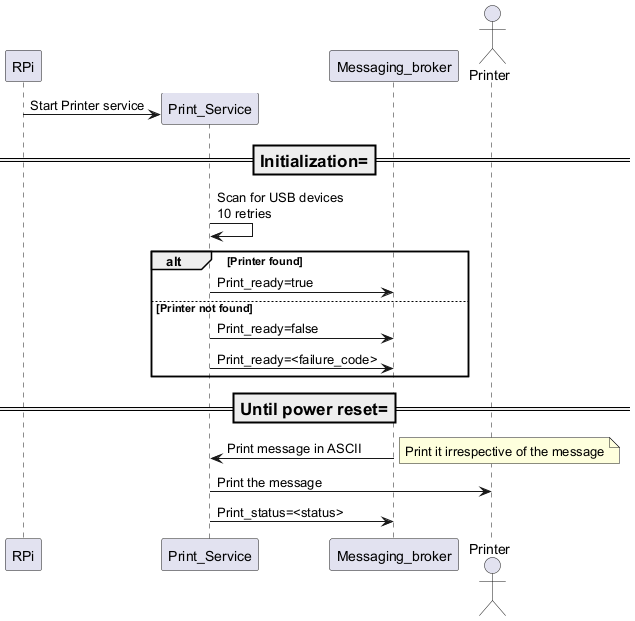 Printer
RPi
Messaging_broker
Start Printer service
Print_Service
Initialization=
Scan for USB devices
10 retries
alt
[Printer found]
Print_ready=true
[Printer not found]
Print_ready=false
Print_ready=<failure_code>
Until power reset=
Print message in ASCII
Print it irrespective of the message
Print the message
Print_status=<status>
RPi
Print_Service
Messaging_broker
Printer